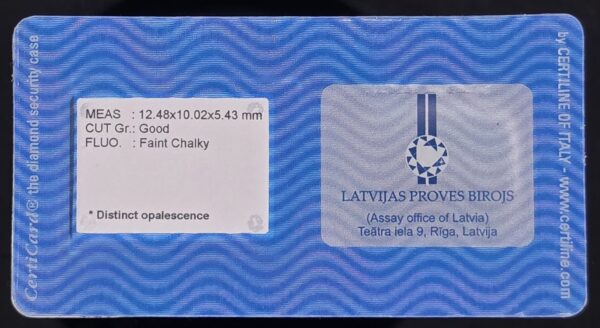 CertiCard® the diamond security case
MEAS : 12.48x10.02x5.43 mm
CUT Gr.: Good
FLUO. : Faint Chalky
* Distinct opalescence
LATVIJAS PROVES BIROJS
(Assay office of Latvia)
Teātra iela 9, Rīga, Latvija
by CERTILINE OF ITALY - www.certiline.com